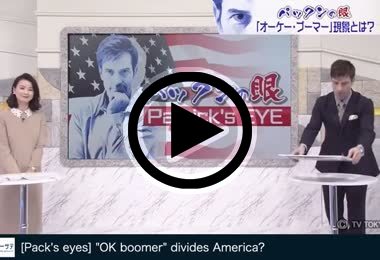 パックンの眼
「オーケー・ブーマー」現象とは?
パックンの眼
Pack's EYE
© TV TOKYO
[Pack's eyes] "OK boomer" divides America?